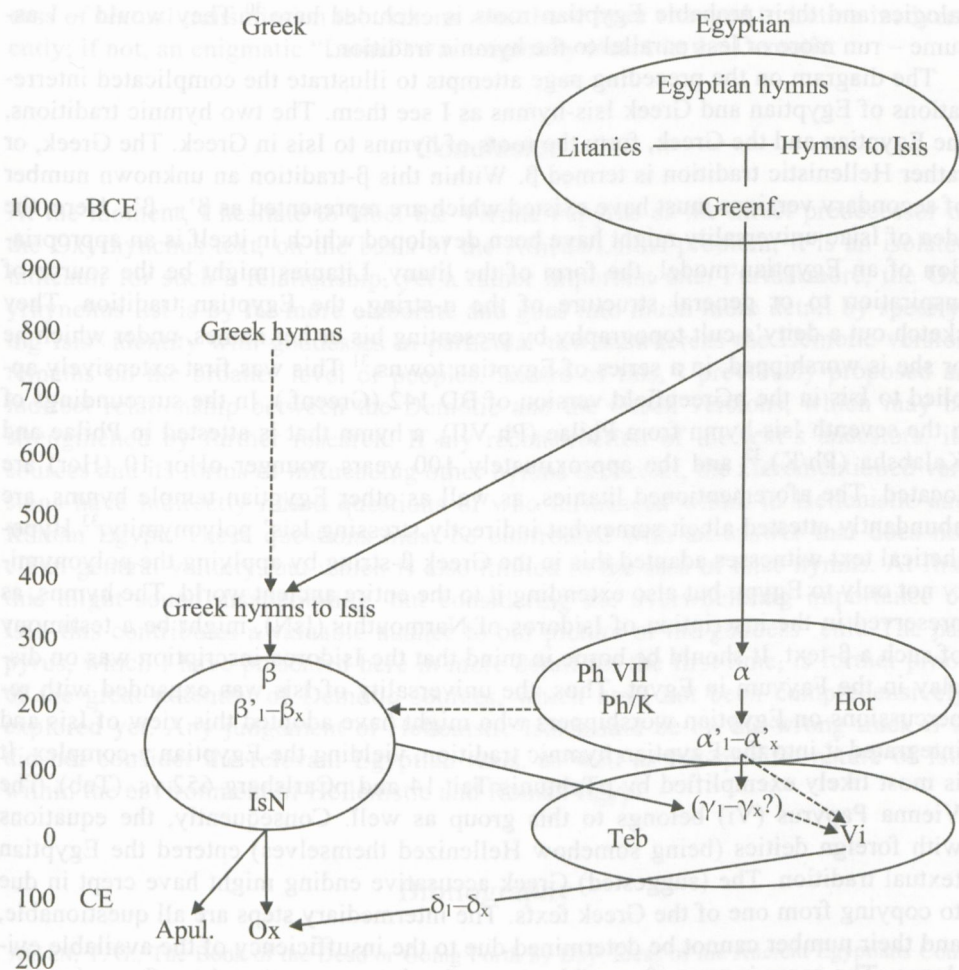 Greek
Egyptian
Egyptian hymns
Litanies
Hymns to Isis
1000 BCE
Greenf.
900
800
Greek hymns
700
600
500
400
Greek hymns to Isis
300
β
Ph VII
α
200
β'₁–β'ₓ
Ph/K
Hor
α'₁–α'ₓ
100
IsN
(γ₁–γₓ?)
0
Teb
Vi
100 CE
δ₁–δₓ
Apul.
Ox
200